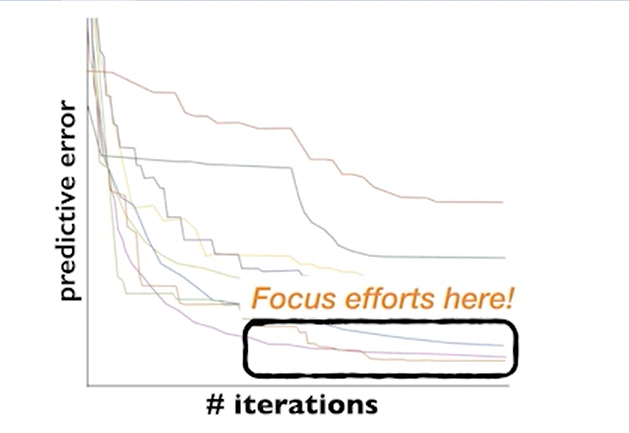 predictive error
Focus efforts here!
# iterations